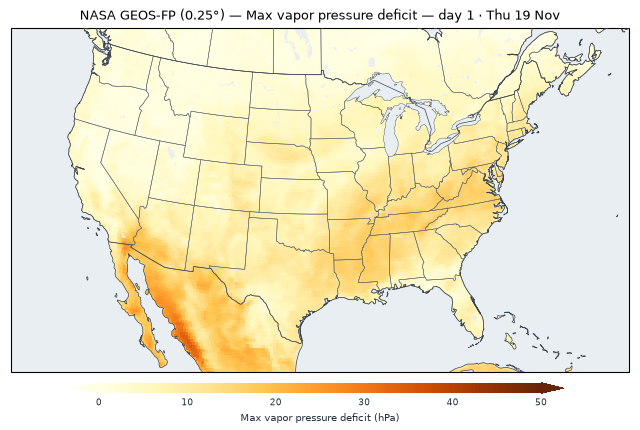 NASA GEOS-FP (0.25°) — Max vapor pressure deficit — day 1 · Thu 19 Nov
0 10 20 30 40 50
Max vapor pressure deficit (hPa)